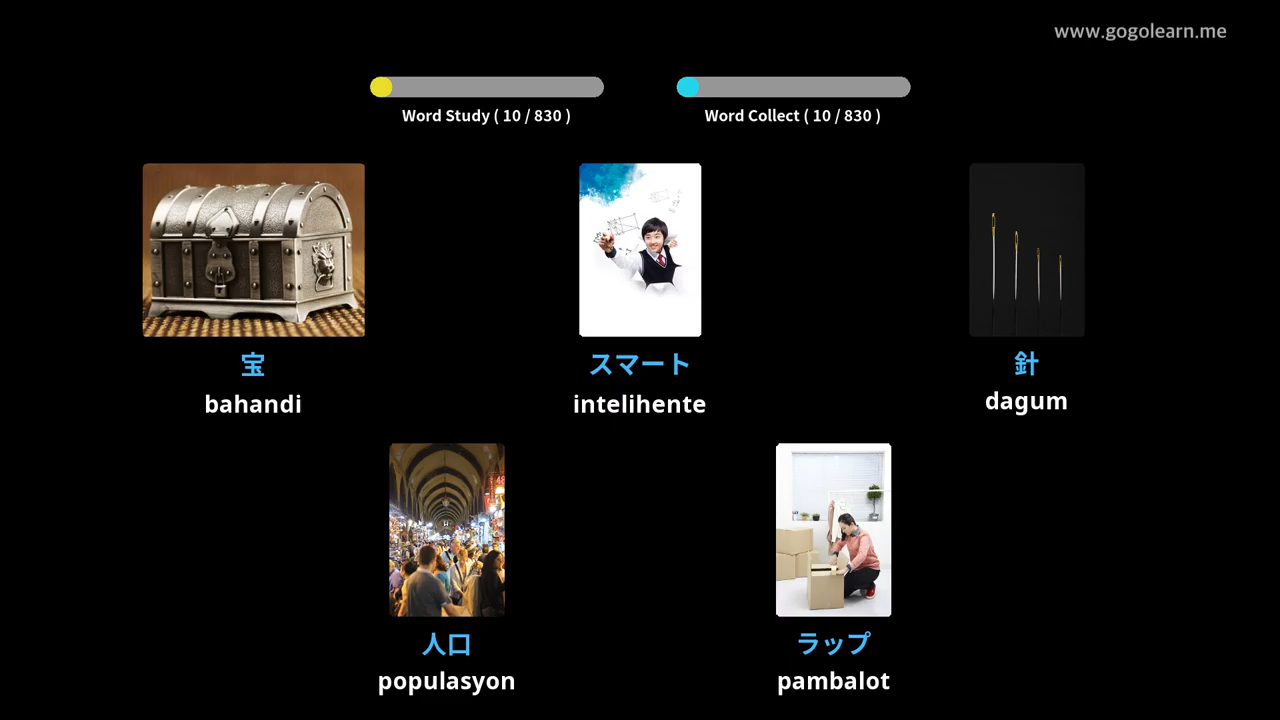 www.gogolearn.me
Word Study ( 10 / 830 )
Word Collect ( 10 / 830 )
宝
bahandi
スマート
intelihente
針
dagum
人口
populasyon
ラップ
pambalot